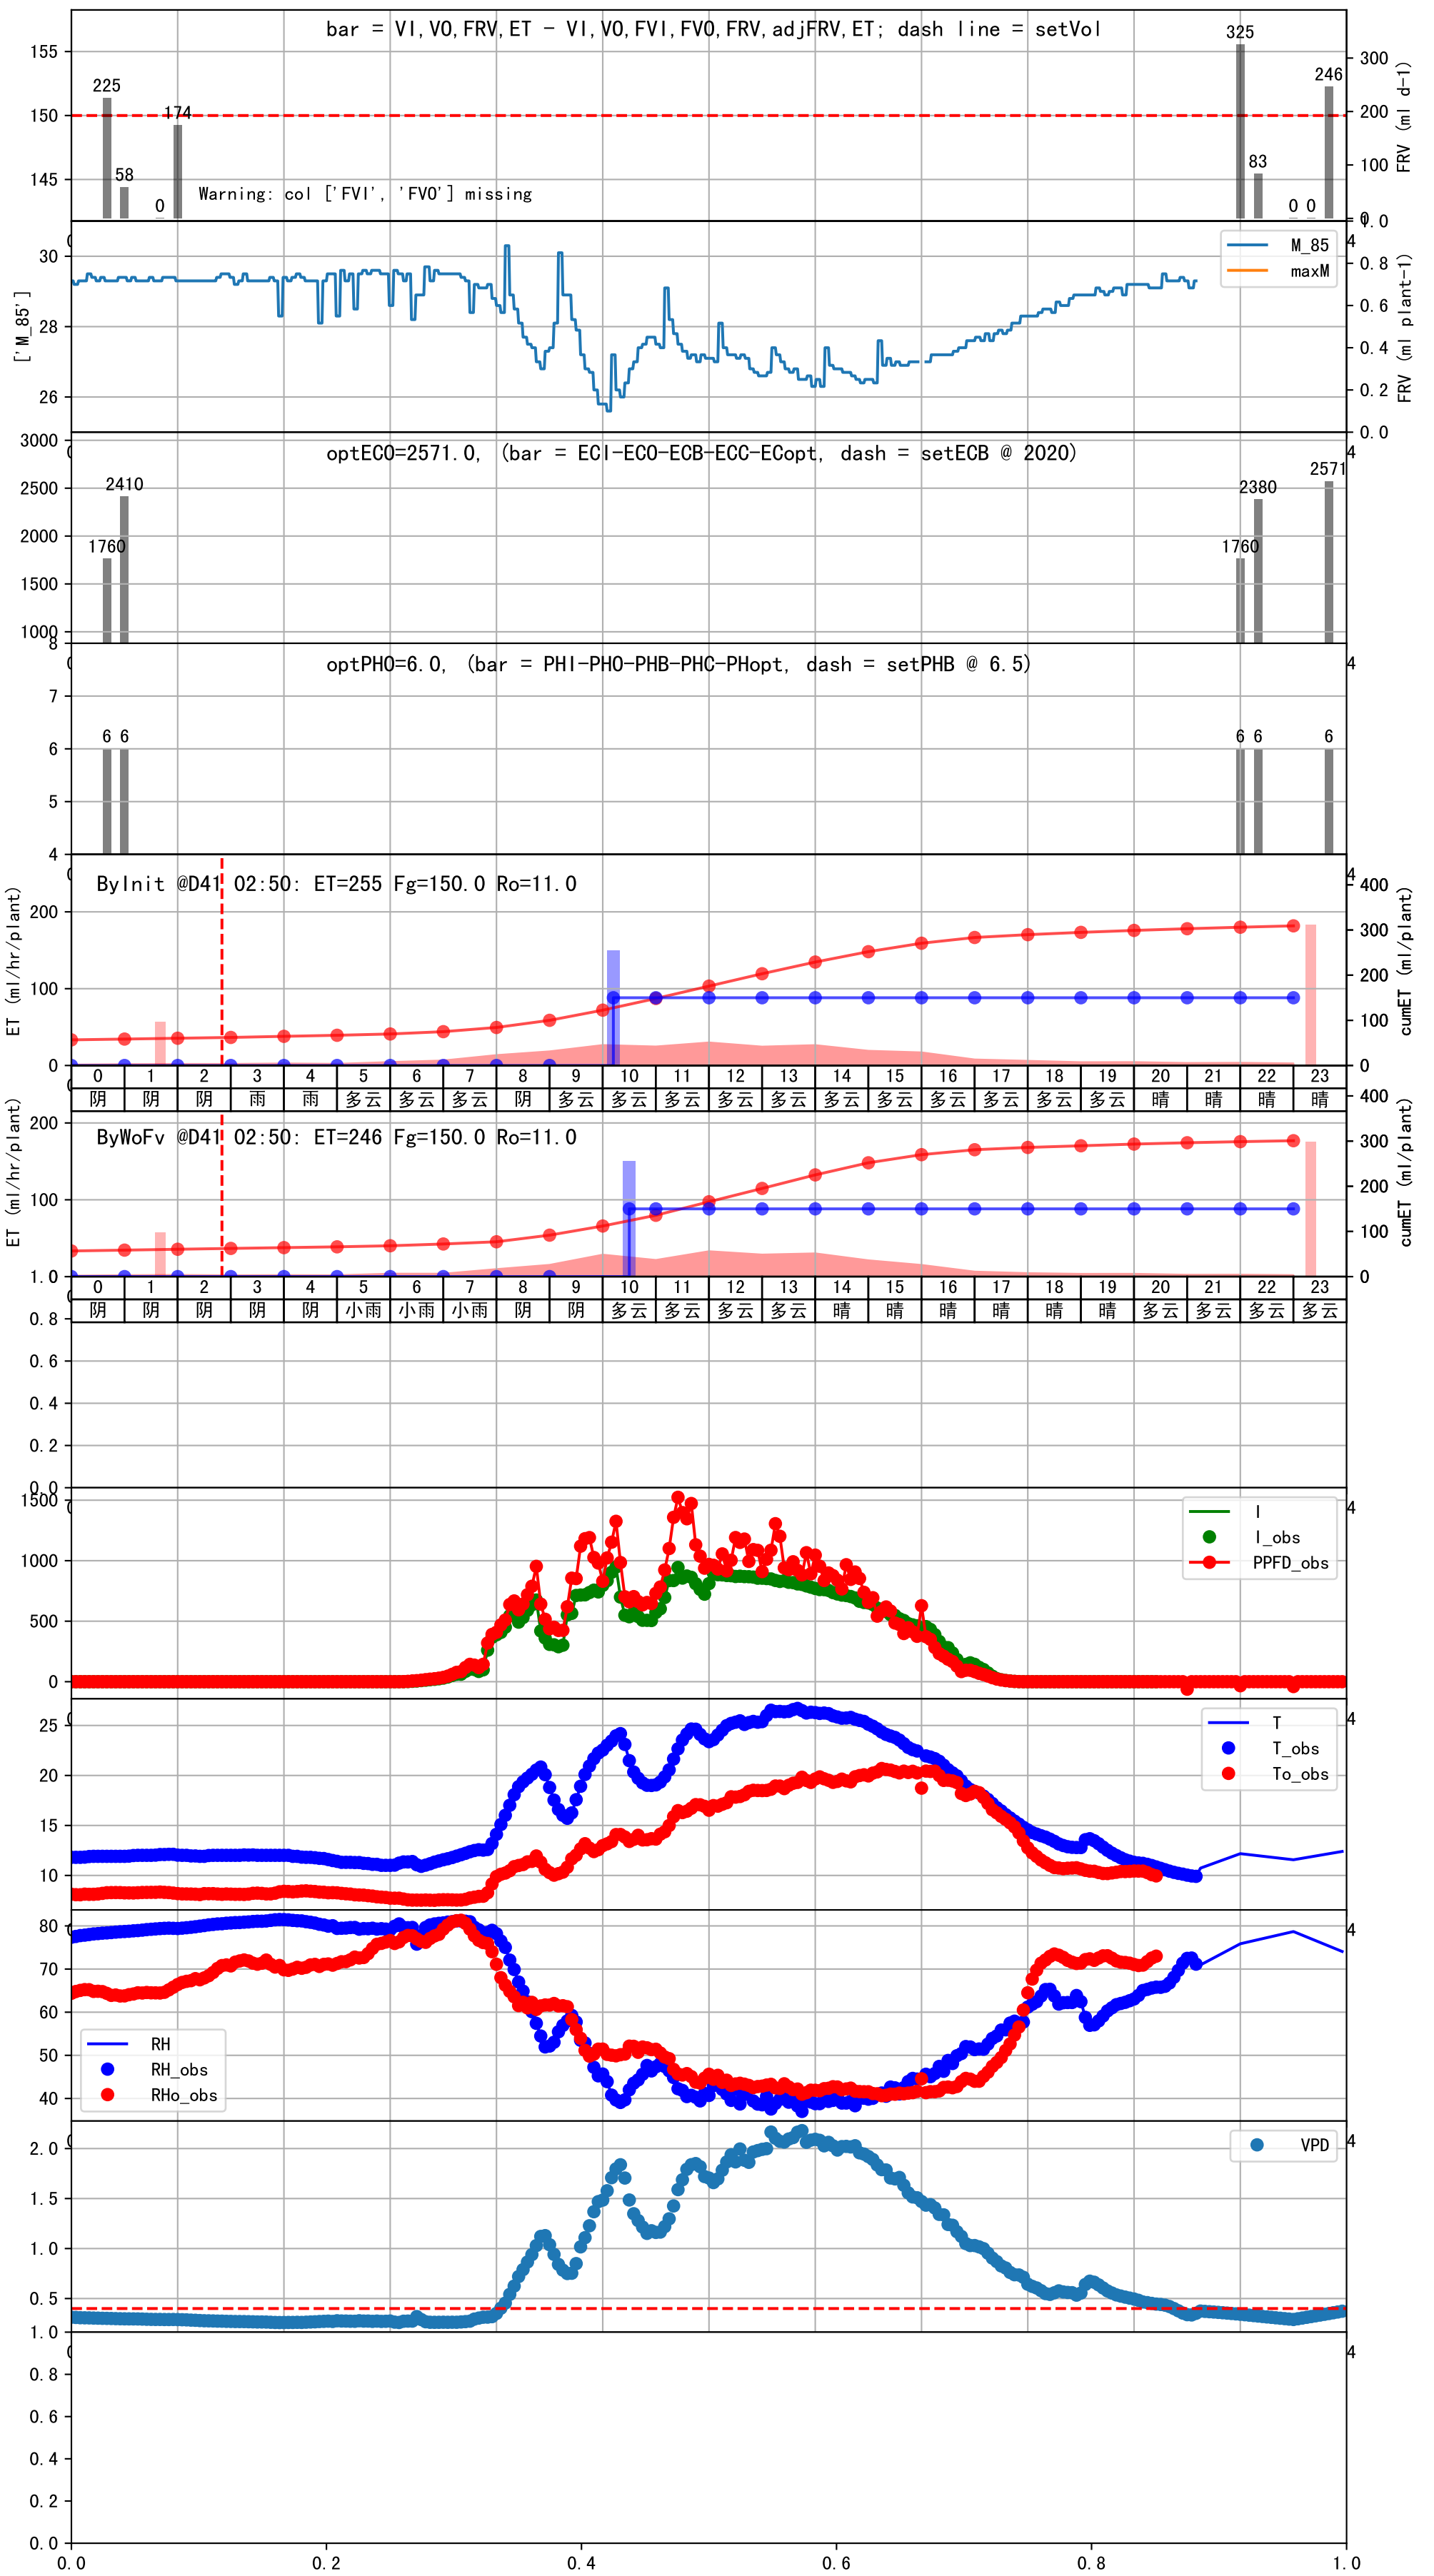 bar = VI,VO,FRV,ET - VI,VO,FVI,FVO,FRV,adjFRV,ET; dash line = setVol
155
150
145
225
58
0
174
325
83
0 0
246
Warning: col ['FVI', 'FVO'] missing
300
200
100
0
FRV (ml d-1)
['M_85']
30
28
26
M_85
maxM
1.0
0.8
0.6
0.4
0.2
0.0
FRV (ml plant-1)
optECO=2571.0, (bar = ECI-ECO-ECB-ECC-ECopt, dash = setECB @ 2020)
3000
2500
2000
1500
1000
1760
2410
1760
2380
2571
optPHO=6.0, (bar = PHI-PHO-PHB-PHC-PHopt, dash = setPHB @ 6.5)
8
7
6
5
4
6 6
6 6
6
ByInit @D41 02:50: ET=255 Fg=150.0 Ro=11.0
ET (ml/hr/plant)
200
100
0
400
300
200
100
0
cumET (ml/plant)
0 1 2 3 4 5 6 7 8 9 10 11 12 13 14 15 16 17 18 19 20 21 22 23
阴 阴 阴 雨 雨 多云 多云 多云 阴 多云 多云 多云 多云 多云 多云 多云 多云 多云 多云 多云 晴 晴 晴 晴
ByWoFv @D41 02:50: ET=246 Fg=150.0 Ro=11.0
ET (ml/hr/plant)
200
100
400
300
200
100
0
cumET (ml/plant)
0 1 2 3 4 5 6 7 8 9 10 11 12 13 14 15 16 17 18 19 20 21 22 23
阴 阴 阴 阴 阴 小雨 小雨 小雨 阴 阴 多云 多云 多云 多云 晴 晴 晴 晴 晴 晴 多云 多云 多云 多云
1.0
0.8
0.6
0.4
0.2
0.0
1500
1000
500
0
I
I_obs
PPFD_obs
25
20
15
10
T
T_obs
To_obs
80
70
60
50
40
RH
RH_obs
RHo_obs
2.0
1.5
1.0
0.5
VPD
1.0
0.8
0.6
0.4
0.2
0.0
0.0 0.2 0.4 0.6 0.8 1.0